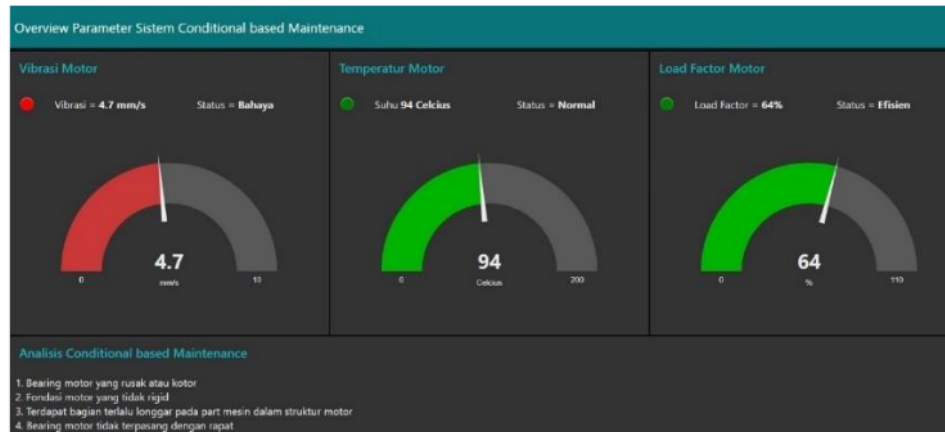 Overview Parameter Sistem Conditional based Maintenance
Vibrasi Motor
Vibrasi = 4.7 mm/s Status = Bahaya
4.7
0 mm/s 10
Temperatur Motor
Suhu 94 Celcius Status = Normal
94
0 Celcius 200
Load Factor Motor
Load Factor = 64% Status = Efisien
64
0 % 110
Analisis Conditional based Maintenance
1. Bearing motor yang rusak atau kotor
2. Fondasi motor yang tidak rigid
3. Terdapat bagian terlalu longgar pada part mesin dalam struktur motor
4. Bearing motor tidak terpasang dengan rapat